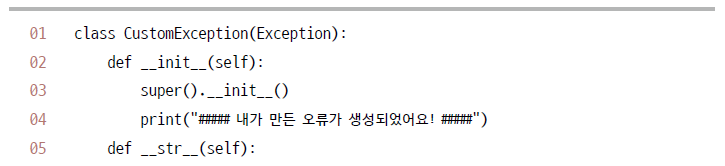 01 class CustomException(Exception):
02     def __init__(self):
03         super().__init__()
04         print("##### 내가 만든 오류가 생성되었어요! #####")
05     def __str__(self):